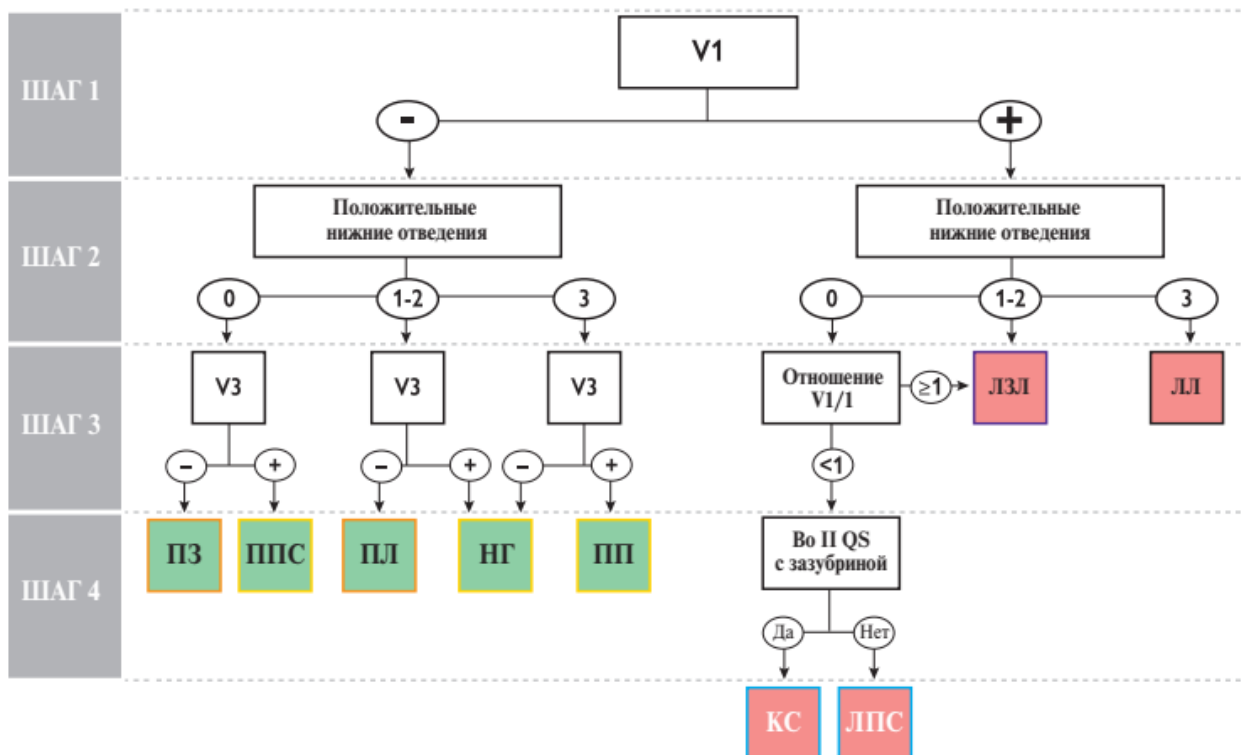 V1
ШАГ 1
-
+
Положительные
нижние отведения
Положительные
нижние отведения
ШАГ 2
0
1-2
3
0
1-2
3
V3
V3
V3
Отношение
V1/1
≥1
ЛЗЛ
ЛЛ
ШАГ 3
-
+
-
+
-
+
<1
ПЗ
ППС
ПЛ
НГ
ПП
Во II QS
с зазубриной
ШАГ 4
Да
Нет
КС
ЛПС